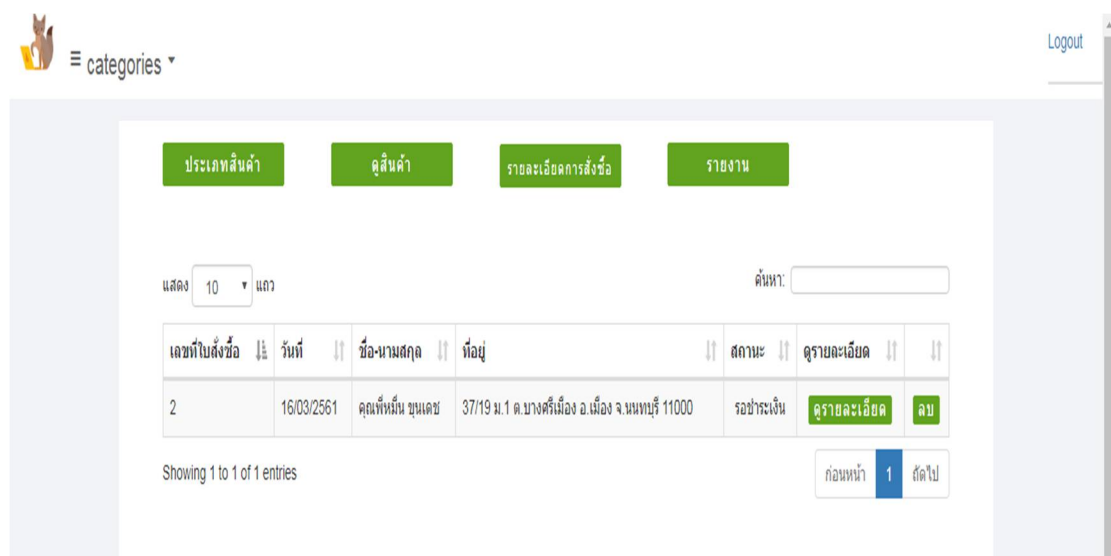 Logout
categories
ประเภทสินค้า ดูสินค้า รายละเอียดการสั่งซื้อ รายงาน
แสดง 10 แถว ค้นหา:
เลขที่ใบสั่งซื้อ วันที่ ชื่อ-นามสกุล ที่อยู่ สถานะ ดูรายละเอียด
2 16/03/2561 คุณพี่หมื่น ขุนเดช 37/19 ม.1 ต.บางศรีเมือง อ.เมือง จ.นนทบุรี 11000 รอชำระเงิน ดูรายละเอียด ลบ
Showing 1 to 1 of 1 entries ก่อนหน้า 1 ถัดไป